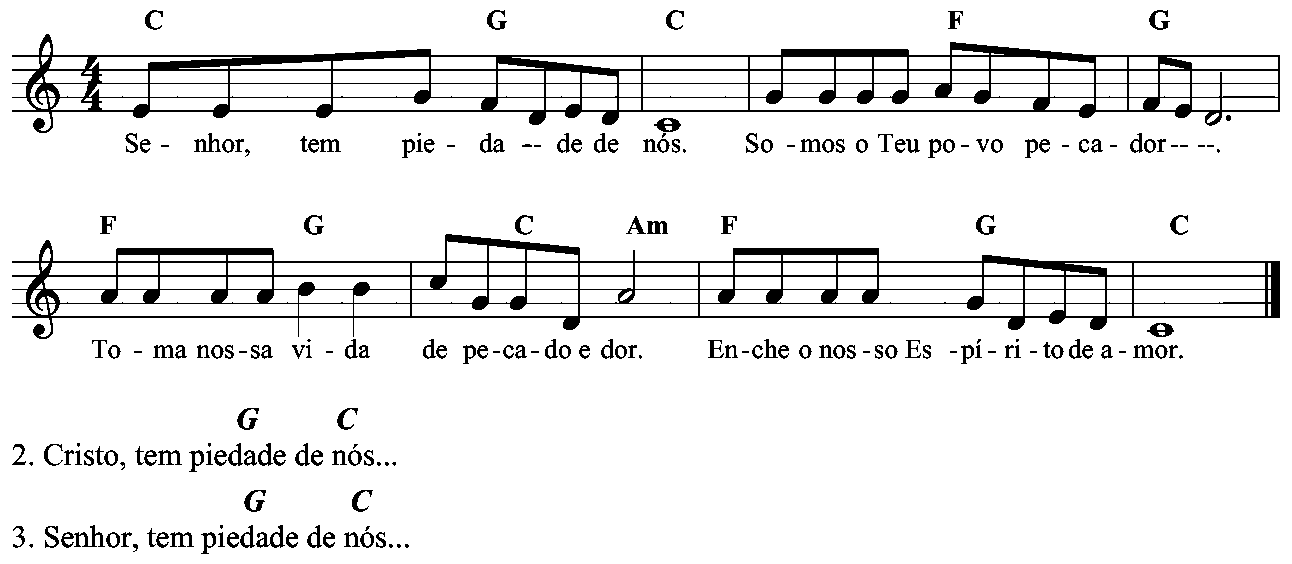 C G C F G
4 4
Se - nhor, tem pie - da -- de de nós. So - mos o Teu po - vo pe - ca - dor-- --.
F G C Am F G C
To - ma nos - sa vi - da de pe - ca - do e dor. En - che o nos - so Es - pí - ri - to de a - mor.
G C
2. Cristo, tem piedade de nós...
G C
3. Senhor, tem piedade de nós...